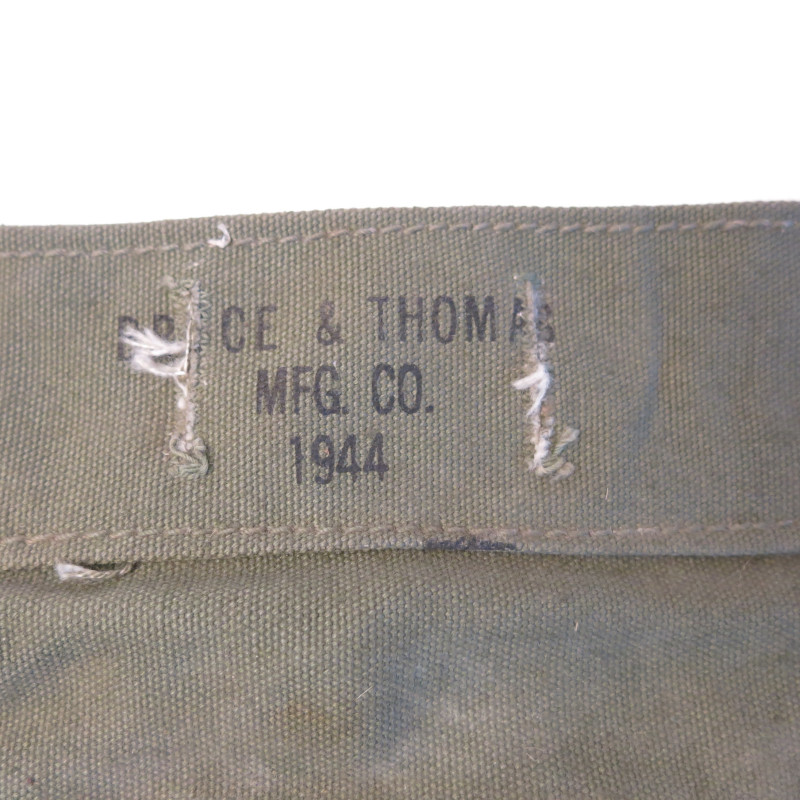 & THOMAS
MFG. CO.
1944